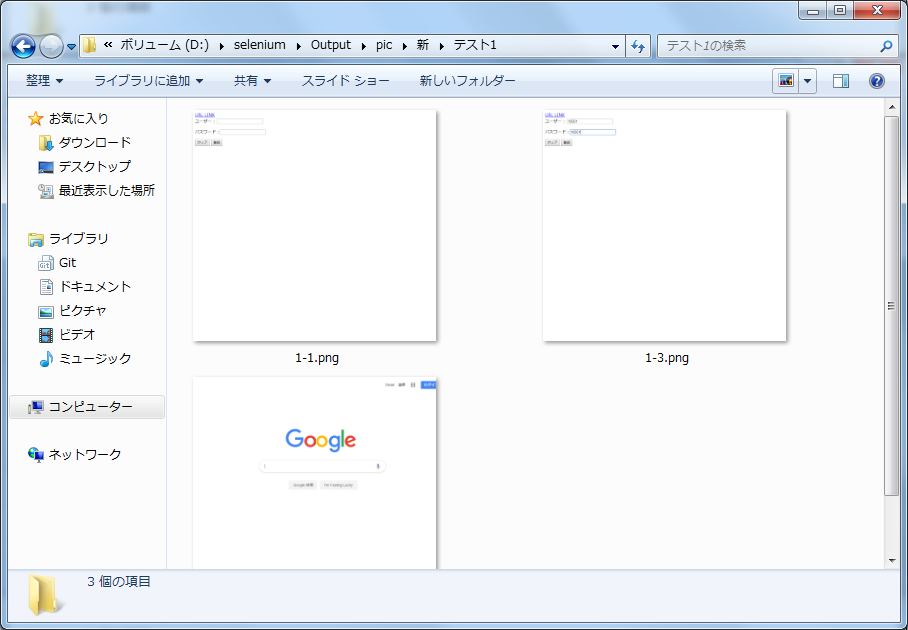 « ボリューム (D:) ▸ selenium ▸ Output ▸ pic ▸ 新 ▸ テスト1
テスト1の検索
整理 ライブラリに追加 共有 スライド ショー 新しいフォルダー
お気に入り
ダウンロード
デスクトップ
最近表示した場所
ライブラリ
Git
ドキュメント
ピクチャ
ビデオ
ミュージック
コンピューター
ネットワーク
ユーザー:
パスワード:
1-1.png
ユーザー:
パスワード:
1-3.png
Google
Google 検索 I'm Feeling Lucky
3 個の項目